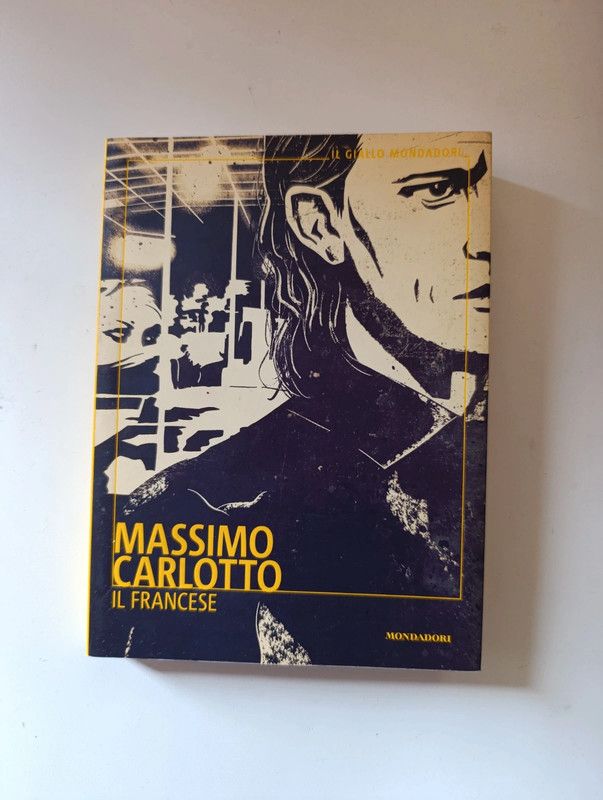 IL GIALLO MONDADORI
MASSIMO
CARLOTTO
IL FRANCESE
MONDADORI